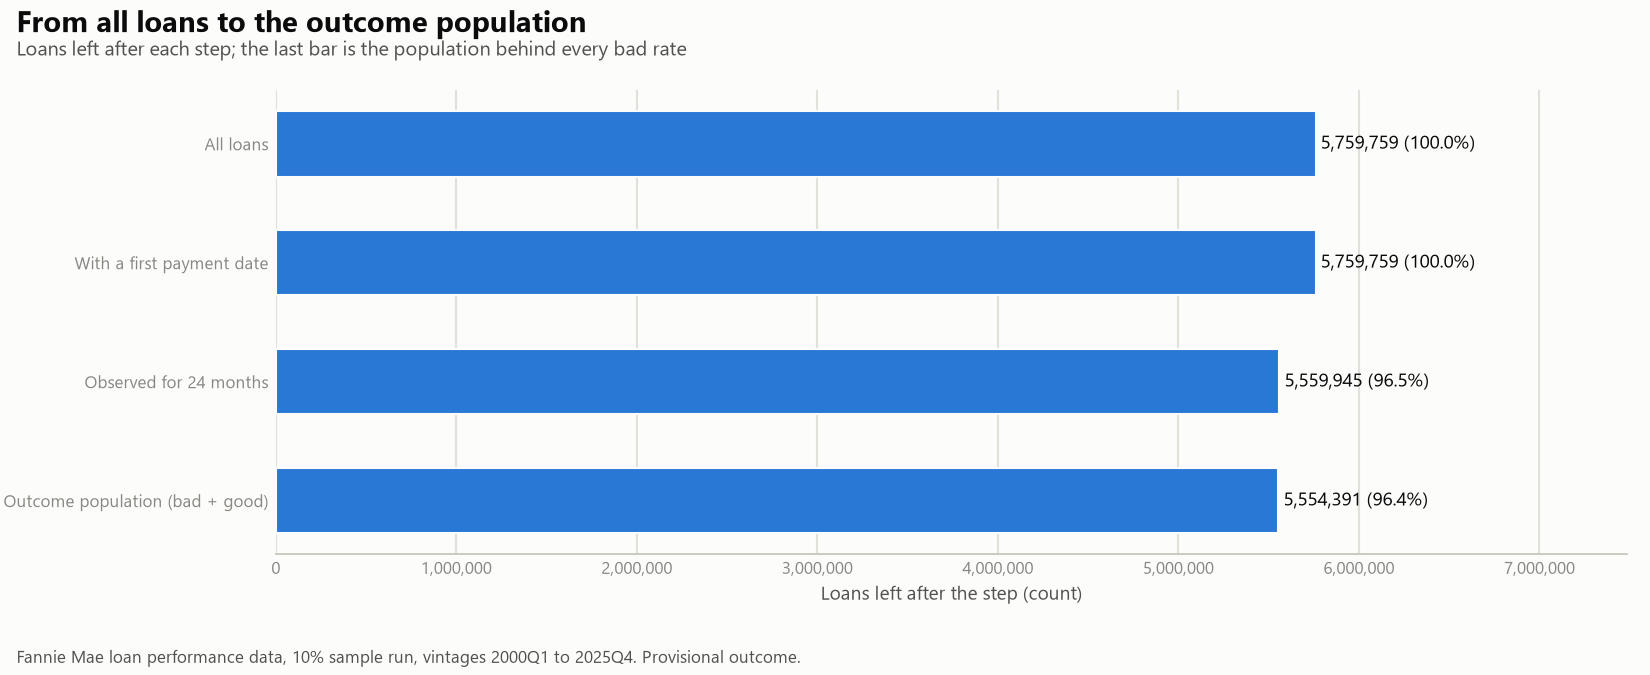 From all loans to the outcome population
Loans left after each step; the last bar is the population behind every bad rate
All loans
5,759,759 (100.0%)
With a first payment date
5,759,759 (100.0%)
Observed for 24 months
5,559,945 (96.5%)
Outcome population (bad + good)
5,554,391 (96.4%)
0 1,000,000 2,000,000 3,000,000 4,000,000 5,000,000 6,000,000 7,000,000
Loans left after the step (count)
Fannie Mae loan performance data, 10% sample run, vintages 2000Q1 to 2025Q4. Provisional outcome.